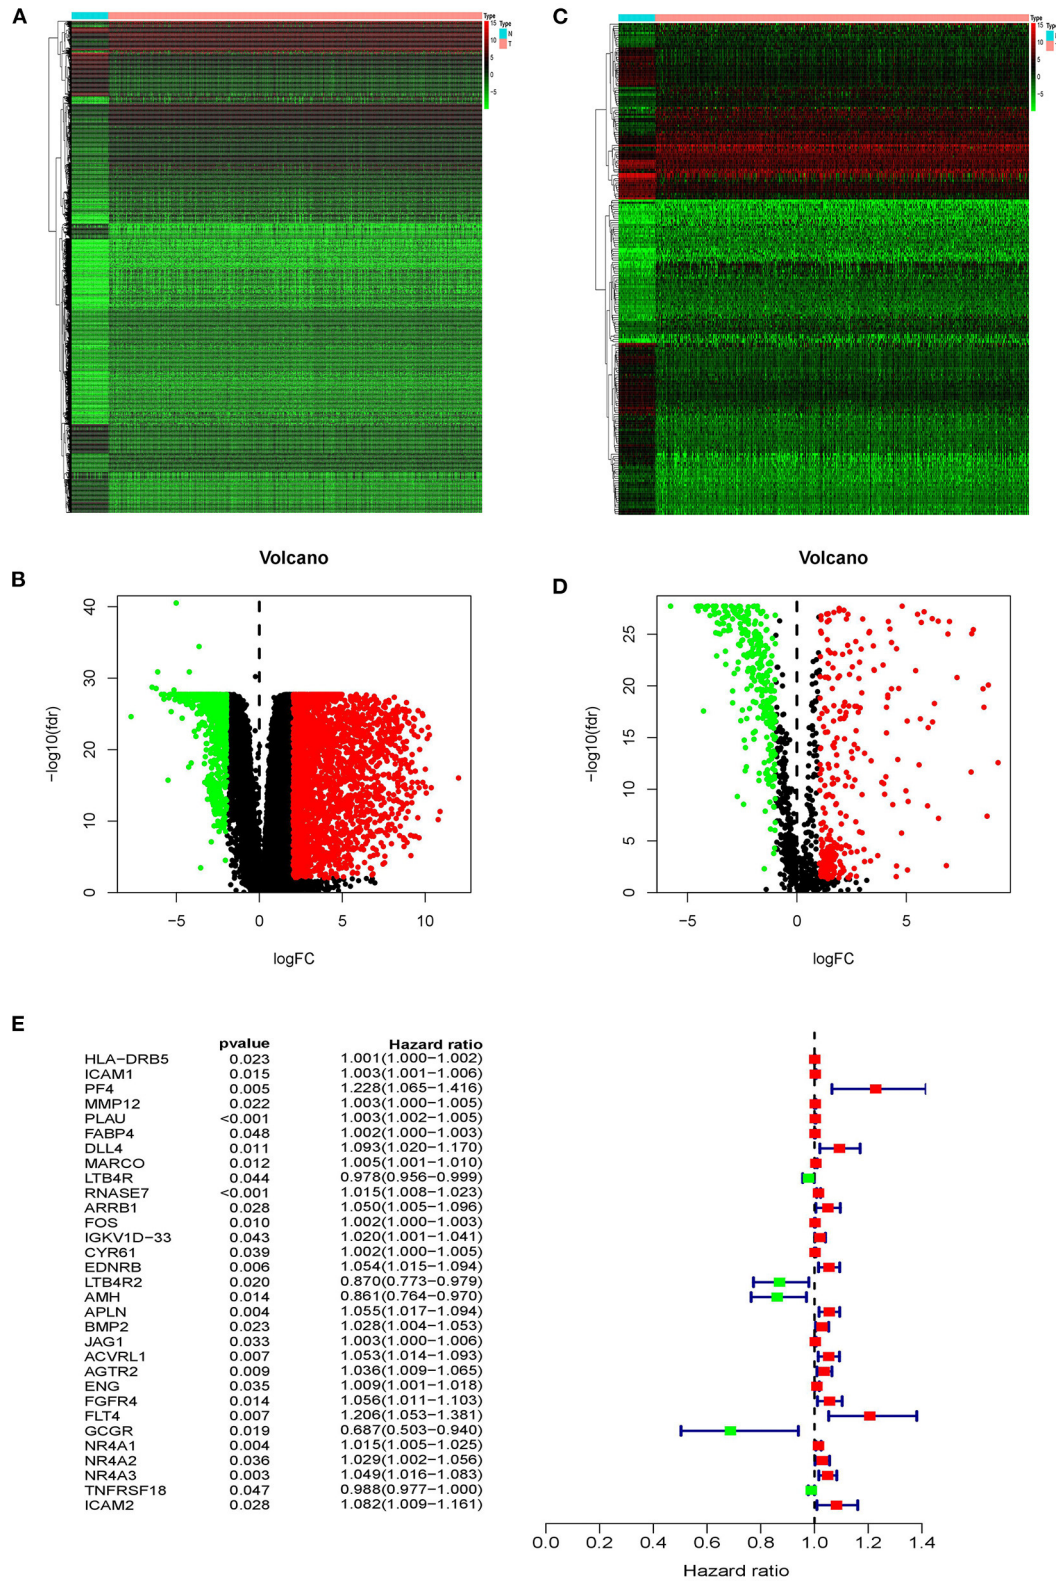 A
Type
15
10
5
0
−5
Type
N
T
C
Type
15
10
5
0
−5
Typ
B
Volcano
−log10(fdr)
40
30
20
10
0
−5 0 5 10
logFC
D
Volcano
−log10(fdr)
25
20
15
10
5
0
−5 0 5
logFC
E
pvalue Hazard ratio
HLA−DRB5 0.023 1.001(1.000−1.002)
ICAM1 0.015 1.003(1.001−1.006)
PF4 0.005 1.228(1.065−1.416)
MMP12 0.022 1.003(1.000−1.005)
PLAU <0.001 1.003(1.002−1.005)
FABP4 0.048 1.002(1.000−1.003)
DLL4 0.011 1.093(1.020−1.170)
MARCO 0.012 1.005(1.001−1.010)
LTB4R 0.044 0.978(0.956−0.999)
RNASE7 <0.001 1.015(1.008−1.023)
ARRB1 0.028 1.050(1.005−1.096)
FOS 0.010 1.002(1.000−1.003)
IGKV1D−33 0.043 1.020(1.001−1.041)
CYR61 0.039 1.002(1.000−1.005)
EDNRB 0.006 1.054(1.015−1.094)
LTB4R2 0.020 0.870(0.773−0.979)
AMH 0.014 0.861(0.764−0.970)
APLN 0.004 1.055(1.017−1.094)
BMP2 0.023 1.028(1.004−1.053)
JAG1 0.033 1.003(1.000−1.006)
ACVRL1 0.007 1.053(1.014−1.093)
AGTR2 0.009 1.036(1.009−1.065)
ENG 0.035 1.009(1.001−1.018)
FGFR4 0.014 1.056(1.011−1.103)
FLT4 0.007 1.206(1.053−1.381)
GCGR 0.019 0.687(0.503−0.940)
NR4A1 0.004 1.015(1.005−1.025)
NR4A2 0.036 1.029(1.002−1.056)
NR4A3 0.003 1.049(1.016−1.083)
TNFRSF18 0.047 0.988(0.977−1.000)
ICAM2 0.028 1.082(1.009−1.161)
0.0 0.2 0.4 0.6 0.8 1.0 1.2 1.4
Hazard ratio